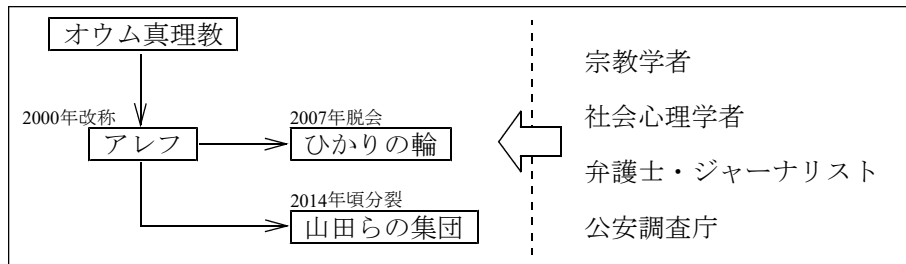 オウム真理教
2000年改称
アレフ
2007年脱会
ひかりの輪
2014年頃分裂
山田らの集団
宗教学者
社会心理学者
弁護士・ジャーナリスト
公安調査庁